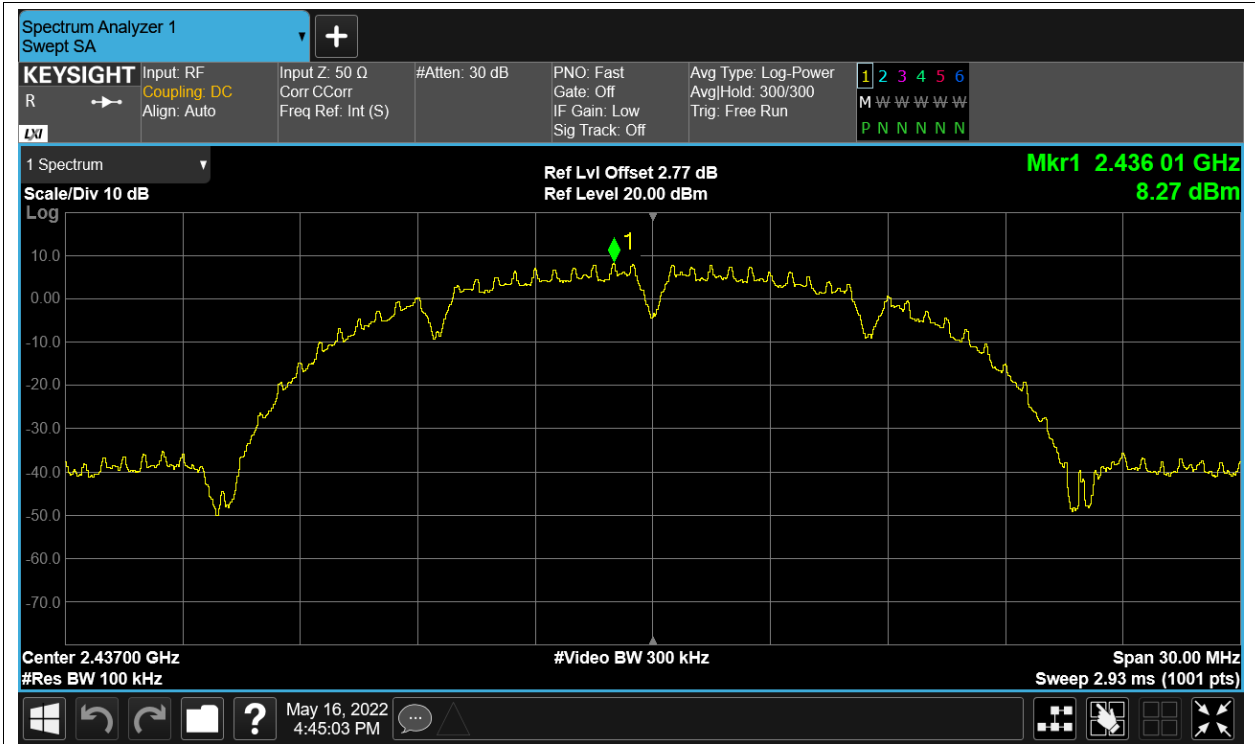 Spectrum Analyzer 1
Swept SA
KEYSIGHT
R
LXI
Input: RF
Coupling: DC
Align: Auto
Input Z: 50 Ω
Corr CCorr
Freq Ref: Int (S)
#Atten: 30 dB
PNO: Fast
Gate: Off
IF Gain: Low
Sig Track: Off
Avg Type: Log-Power
Avg|Hold: 300/300
Trig: Free Run
1 2 3 4 5 6
M W W W W W
P N N N N N
1 Spectrum
Scale/Div 10 dB
Log
Ref Lvl Offset 2.77 dB
Ref Level 20.00 dBm
Mkr1 2.436 01 GHz
8.27 dBm
1
10.0
0.00
-10.0
-20.0
-30.0
-40.0
-50.0
-60.0
-70.0
Center 2.43700 GHz
#Res BW 100 kHz
#Video BW 300 kHz
Span 30.00 MHz
Sweep 2.93 ms (1001 pts)
?
May 16, 2022
4:45:03 PM